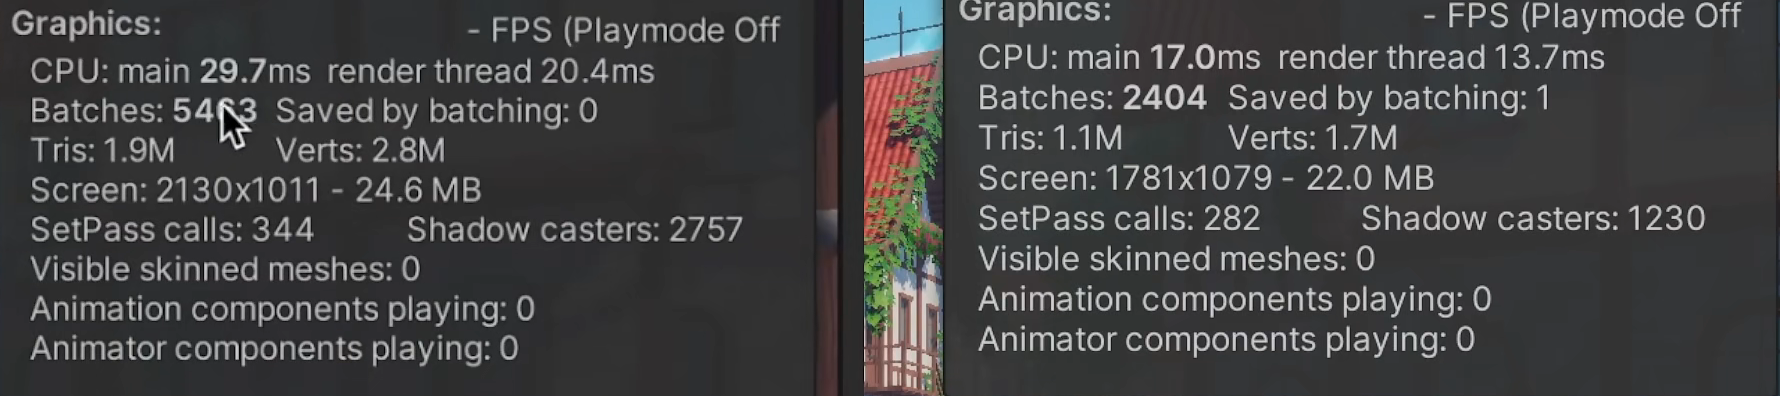 Graphics:
- FPS (Playmode Off
CPU: main 29.7ms render thread 20.4ms
Batches: 5463 Saved by batching: 0
Tris: 1.9M Verts: 2.8M
Screen: 2130x1011 - 24.6 MB
SetPass calls: 344 Shadow casters: 2757
Visible skinned meshes: 0
Animation components playing: 0
Animator components playing: 0
Graphics:
- FPS (Playmode Off
CPU: main 17.0ms render thread 13.7ms
Batches: 2404 Saved by batching: 1
Tris: 1.1M Verts: 1.7M
Screen: 1781x1079 - 22.0 MB
SetPass calls: 282 Shadow casters: 1230
Visible skinned meshes: 0
Animation components playing: 0
Animator components playing: 0